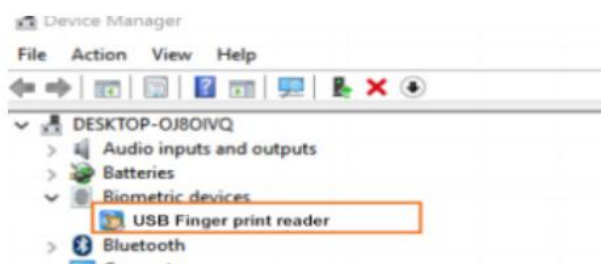 Device Manager
File Action View Help
DESKTOP-OJ8OIVQ
Audio inputs and outputs
Batteries
Biometric devices
USB Finger print reader
Bluetooth